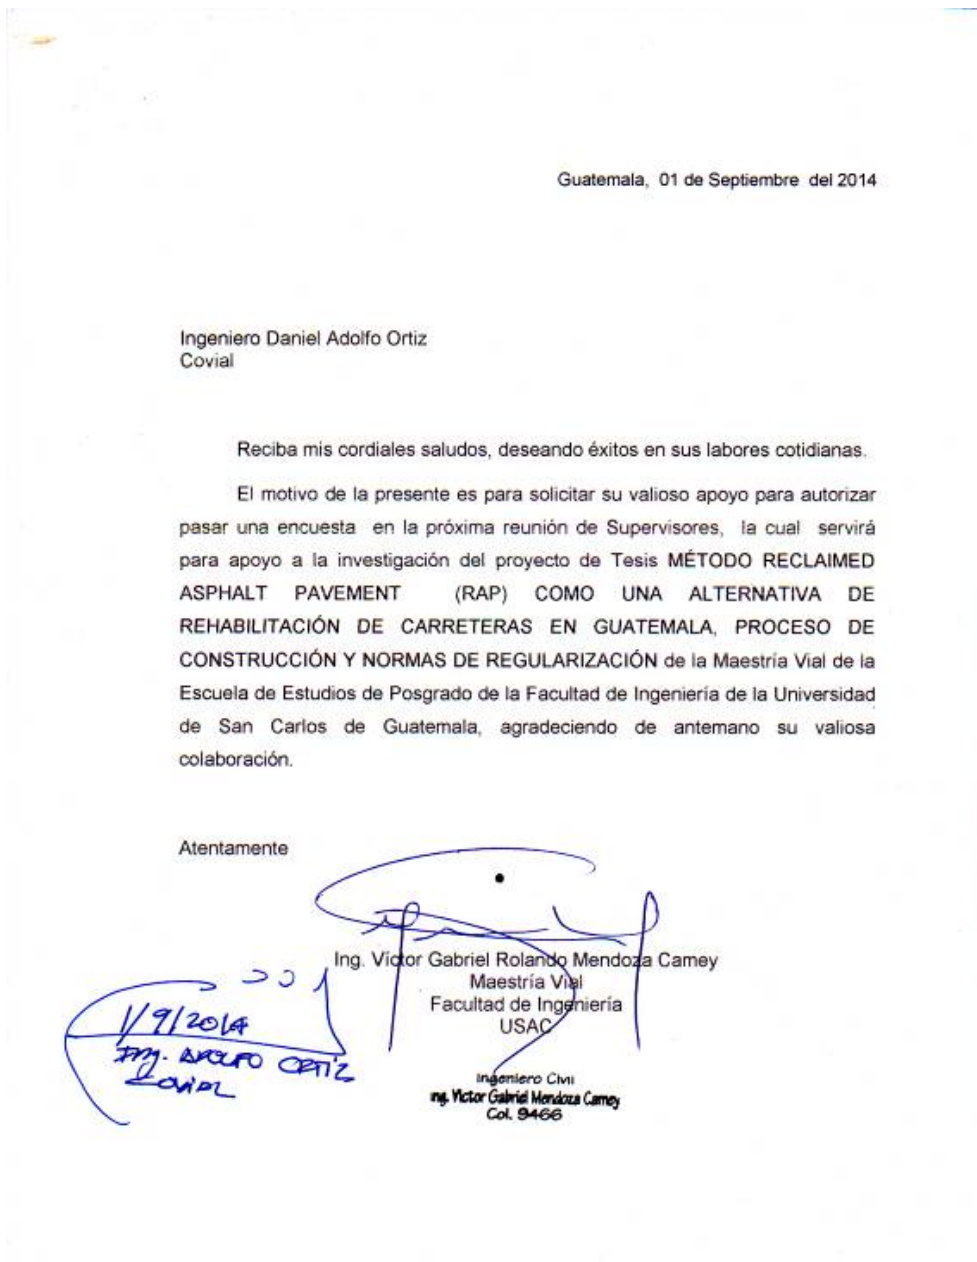 Guatemala, 01 de Septiembre del 2014
Ingeniero Daniel Adolfo Ortiz
Covial
Reciba mis cordiales saludos, deseando éxitos en sus labores cotidianas.
El motivo de la presente es para solicitar su valioso apoyo para autorizar
pasar una encuesta en la próxima reunión de Supervisores, la cual servirá
para apoyo a la investigación del proyecto de Tesis MÉTODO RECLAIMED
ASPHALT PAVEMENT (RAP) COMO UNA ALTERNATIVA DE
REHABILITACIÓN DE CARRETERAS EN GUATEMALA, PROCESO DE
CONSTRUCCIÓN Y NORMAS DE REGULARIZACIÓN de la Maestría Vial de la
Escuela de Estudios de Posgrado de la Facultad de Ingeniería de la Universidad
de San Carlos de Guatemala, agradeciendo de antemano su valiosa
colaboración.
Atentamente
Ing. Víctor Gabriel Rolando Mendoza Camey
Maestría Vial
Facultad de Ingeniería
USAC
1/9/2014
Ing. ADOLFO ORTIZ
COVIAL
Ingeniero Civil
Ing. Victor Gabriel Mendoza Camey
Col. 9466